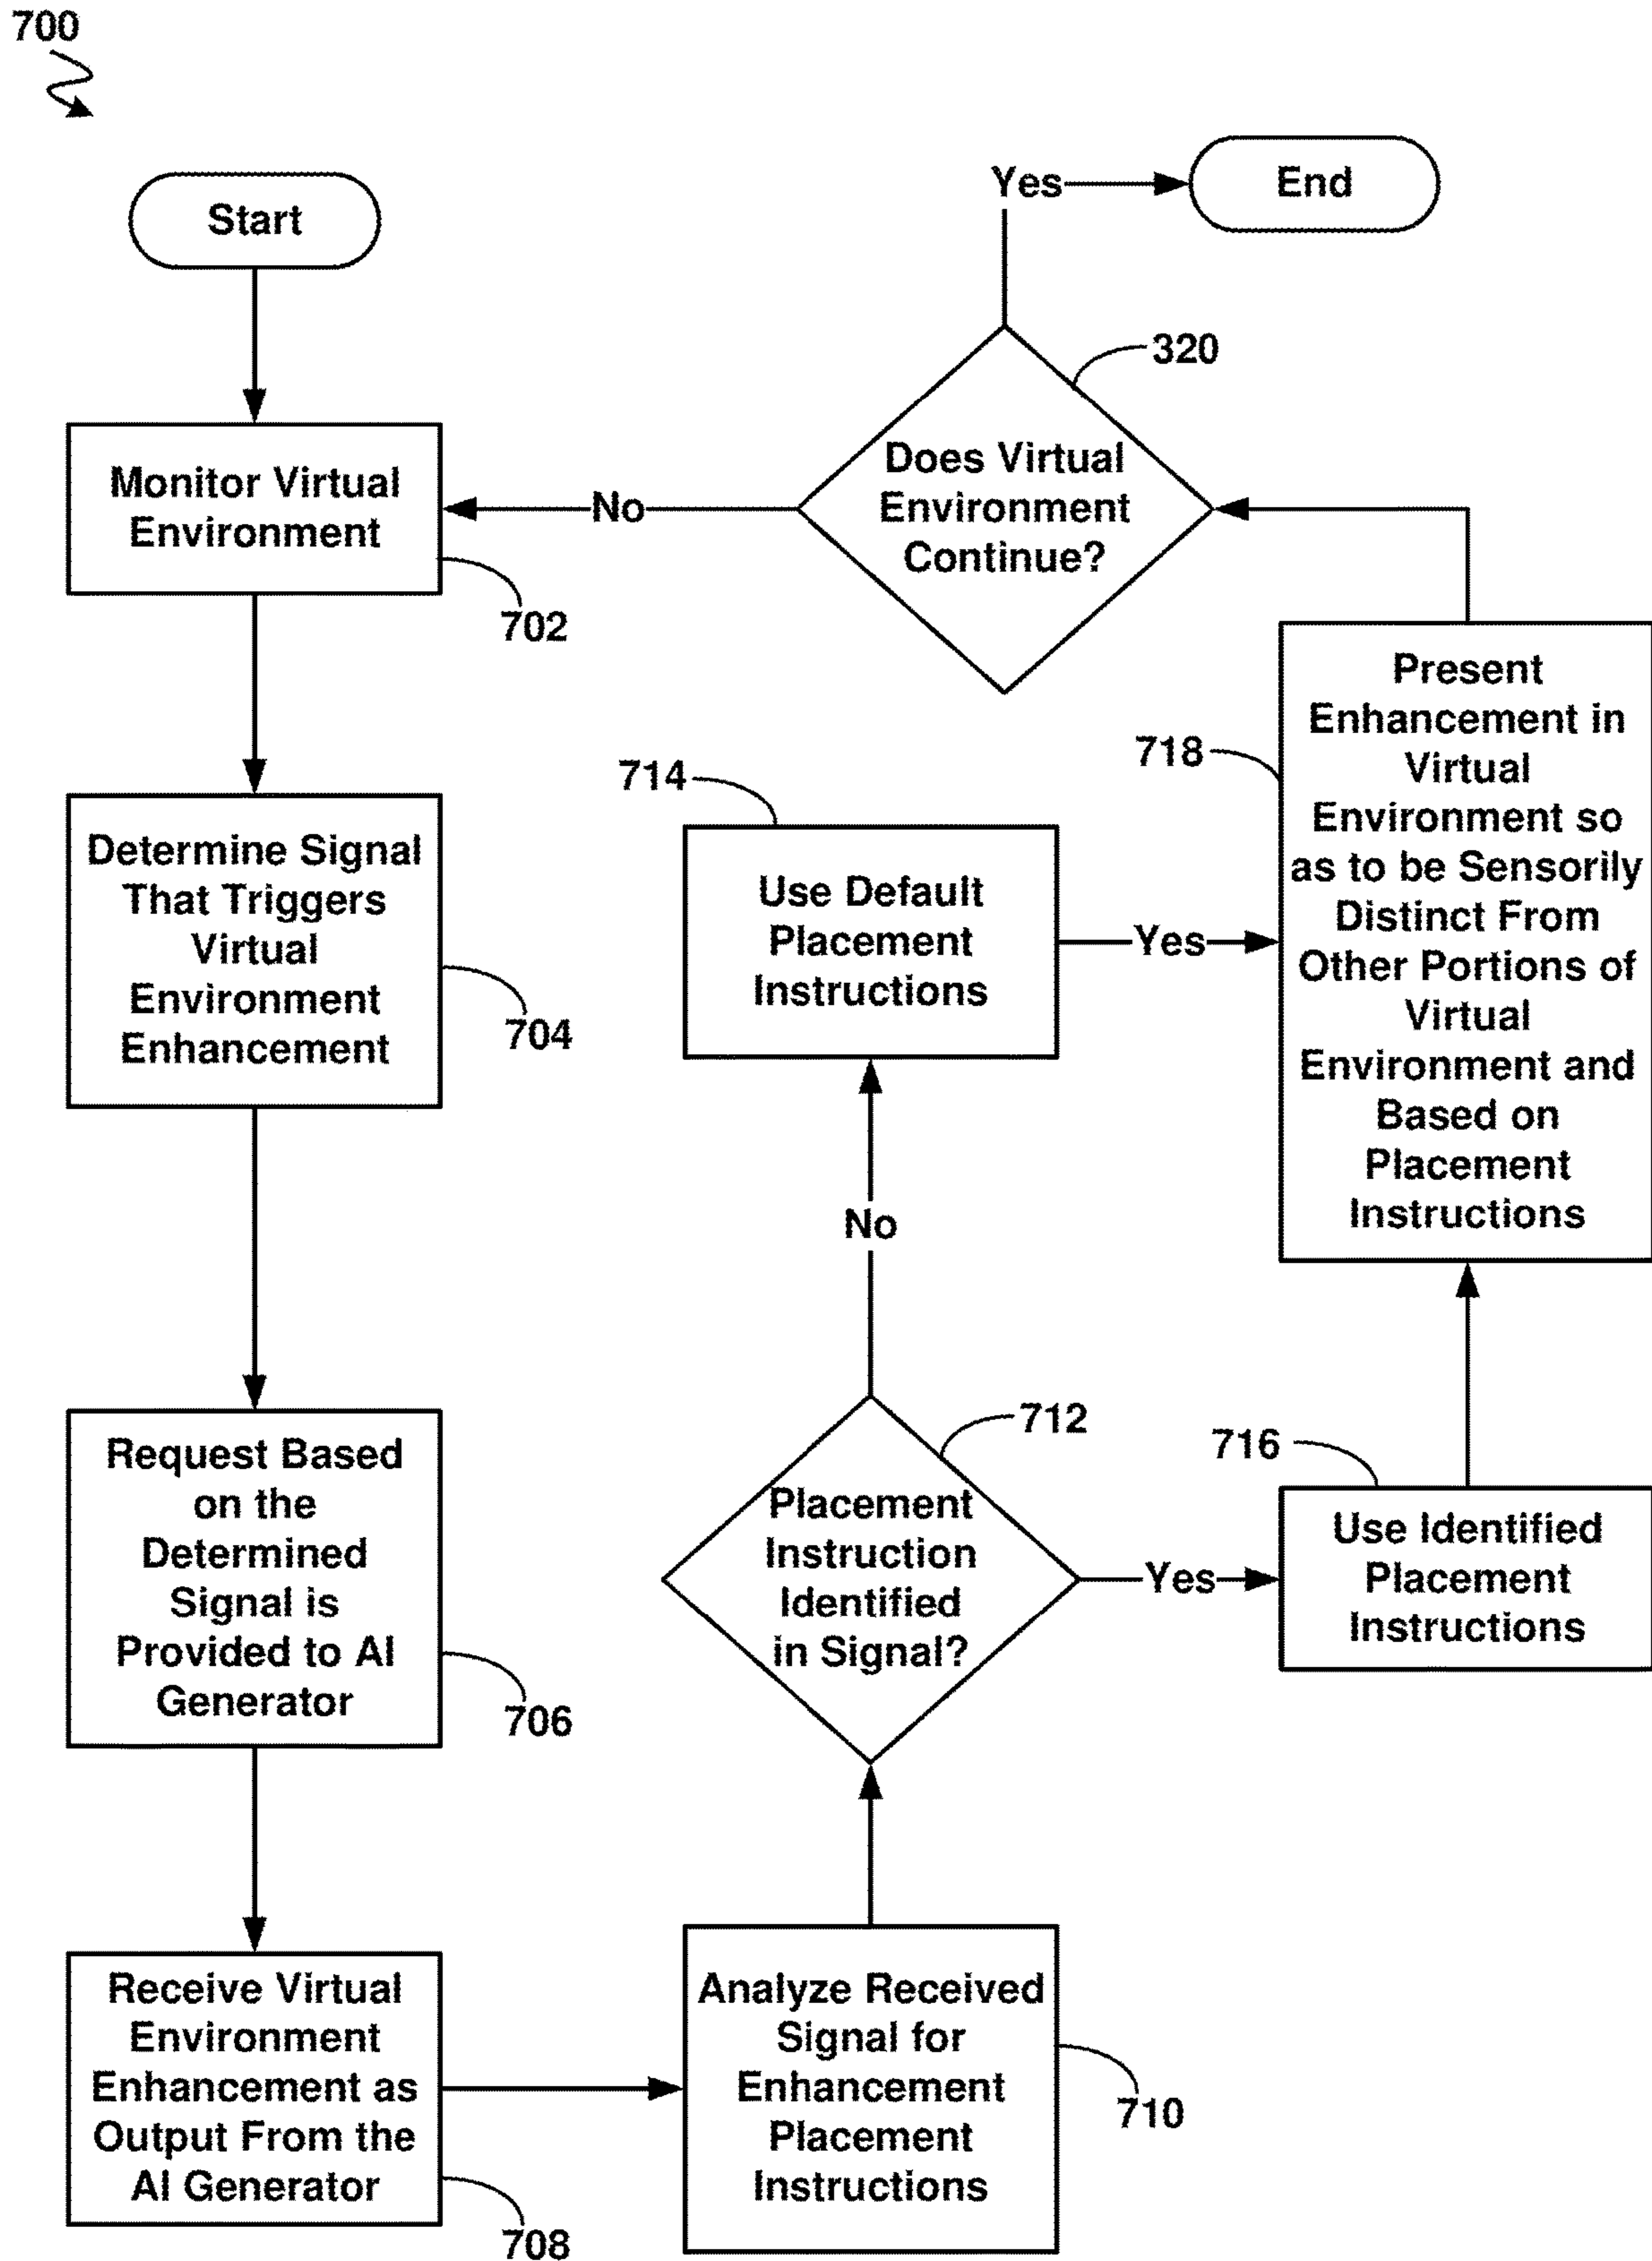 700
Start
Monitor Virtual
Environment
702
Determine Signal
That Triggers
Virtual
Environment
Enhancement
704
Request Based
on the
Determined
Signal is
Provided to AI
Generator
706
Receive Virtual
Environment
Enhancement as
Output From the
AI Generator
708
Analyze Received
Signal for
Enhancement
Placement
Instructions
710
Placement
Instruction
Identified
in Signal?
712
No
Yes
Use Default
Placement
Instructions
714
Yes
Use Identified
Placement
Instructions
716
Present
Enhancement in
Virtual
Environment so
as to be Sensorily
Distinct From
Other Portions of
Virtual
Environment and
Based on
Placement
Instructions
718
Does Virtual
Environment
Continue?
320
No
Yes
End